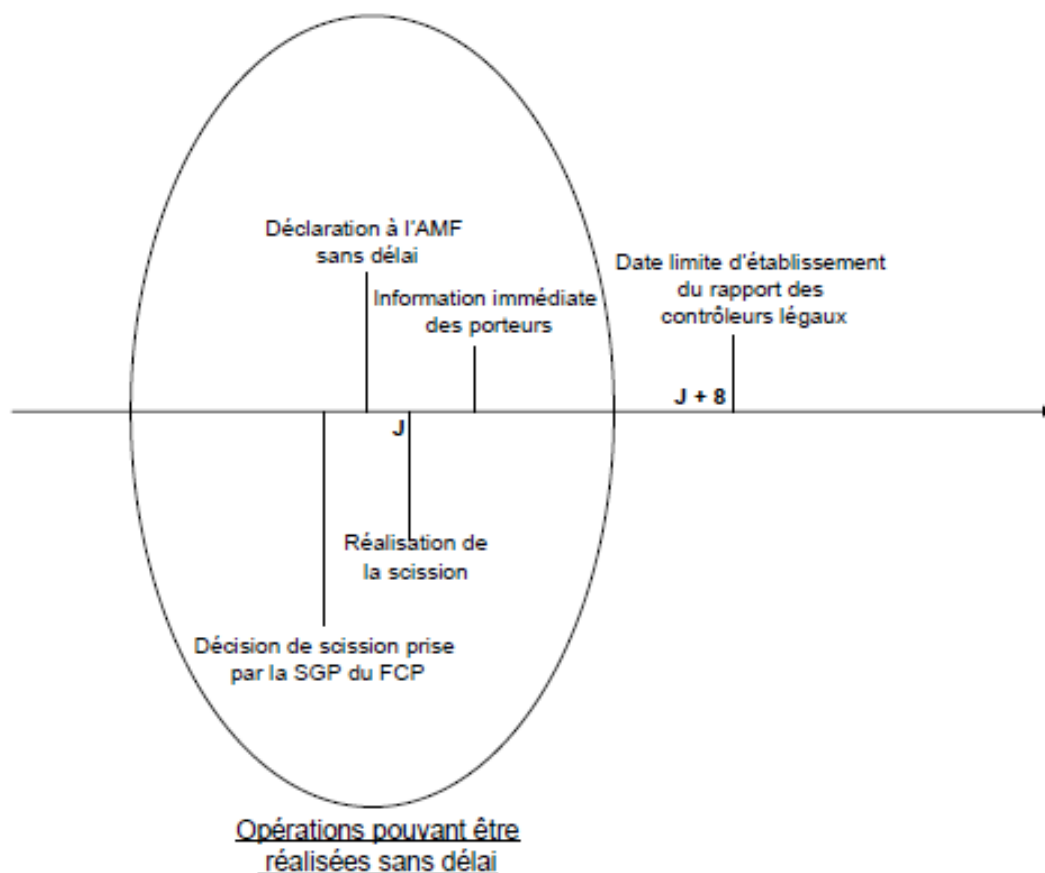 Déclaration à l'AMF
sans délai
Information immédiate
des porteurs
Date limite d'établissement
du rapport des
contrôleurs légaux
J + 8
J
Réalisation de
la scission
Décision de scission prise
par la SGP du FCP
Opérations pouvant être
réalisées sans délai